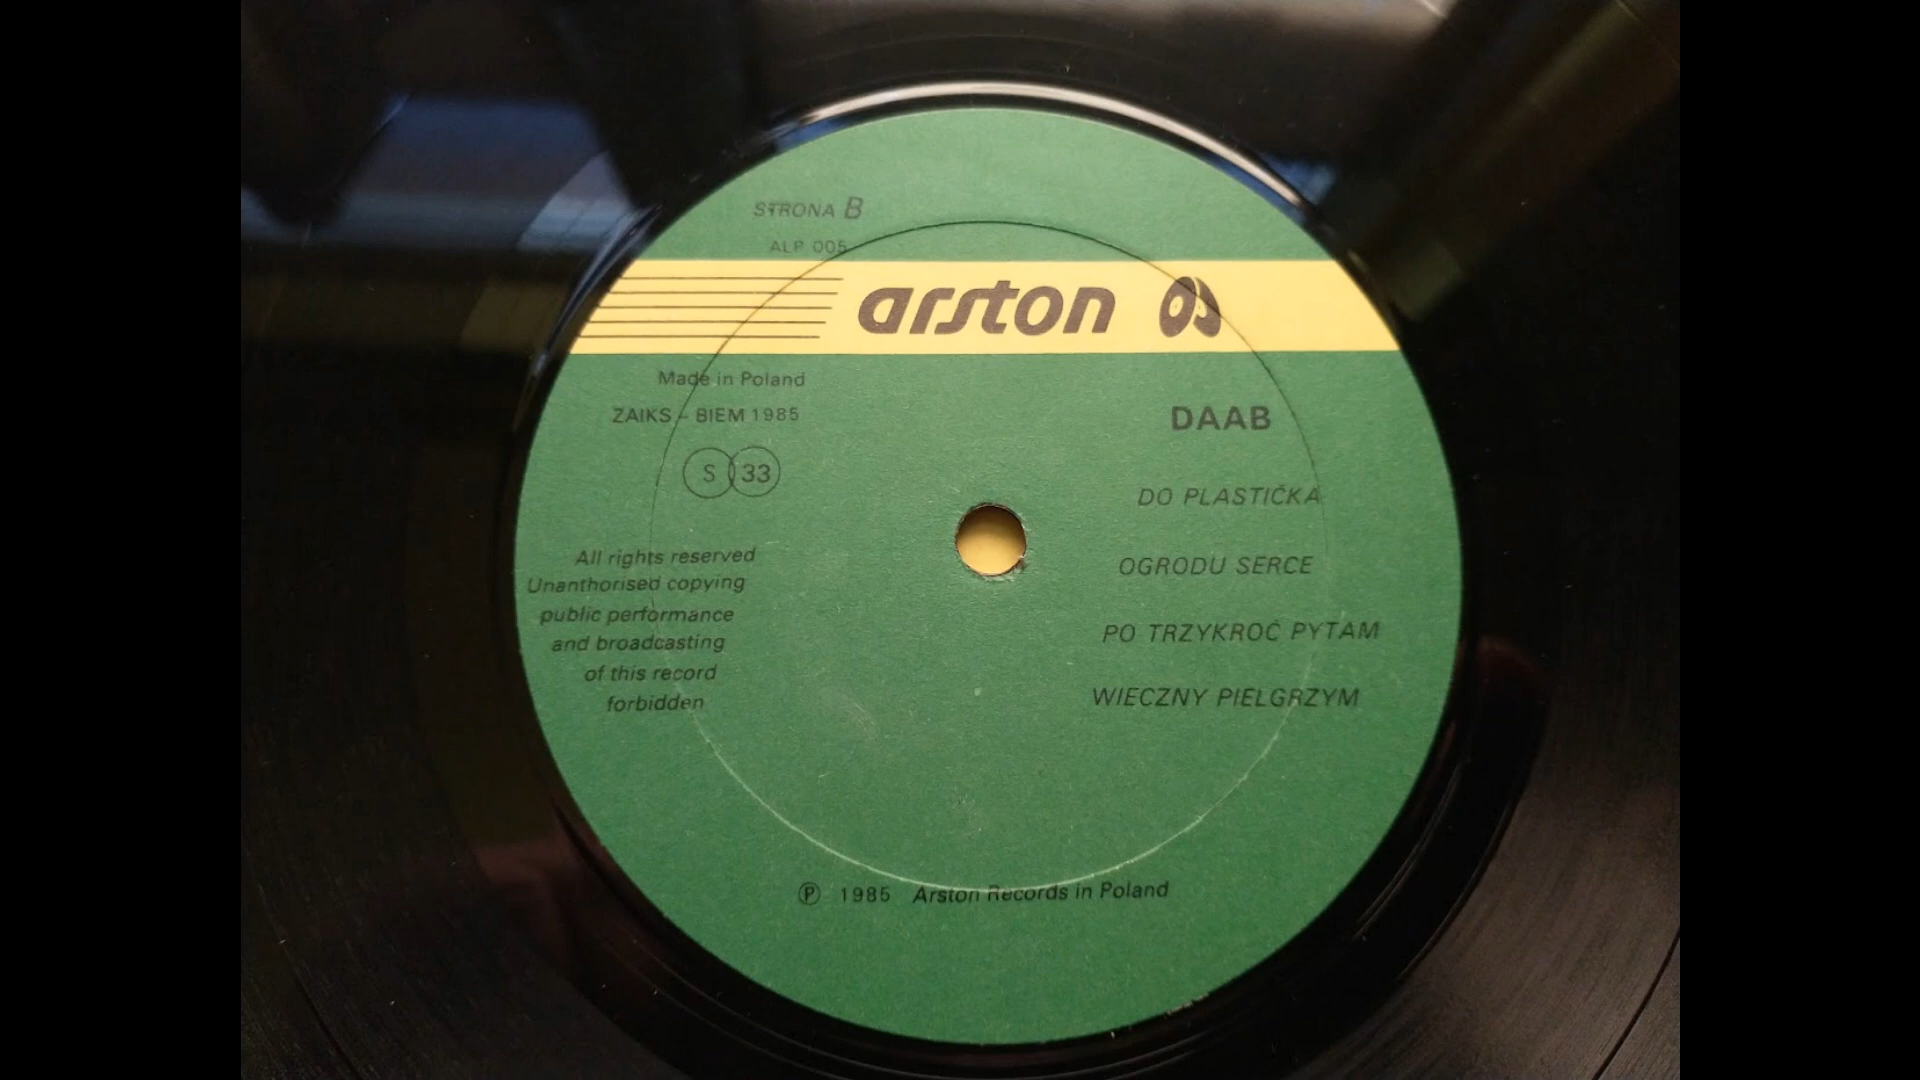 STRONA B
ALP 005
arston
Made in Poland
ZAIKS - BIEM 1985
S 33
DAAB
DO PLASTIČKA
OGRODU SERCE
PO TRZYKROĆ PYTAM
WIECZNY PIELGRZYM
All rights reserved
Unanthorised copying
public performance
and broadcasting
of this record
forbidden
℗ 1985 Arston Records in Poland